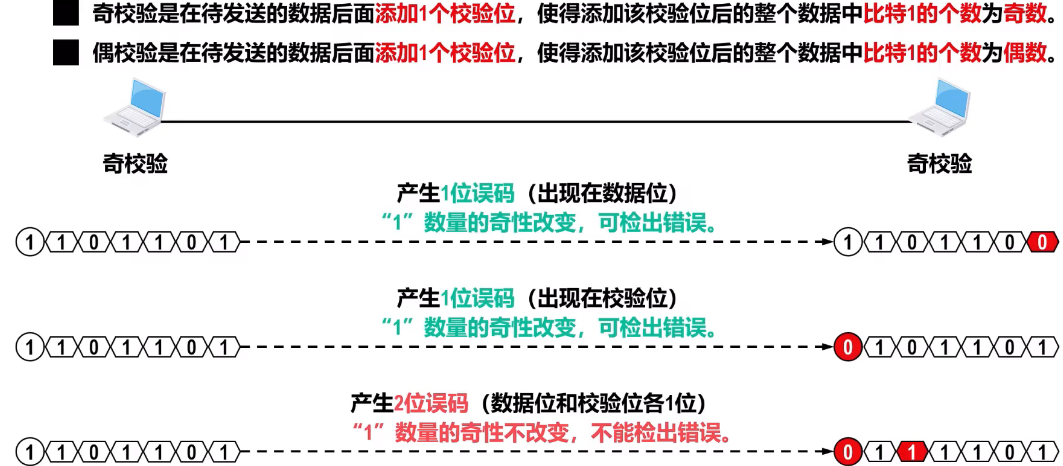 奇校验是在待发送的数据后面添加1个校验位，使得添加该校验位后的整个数据中比特1的个数为奇数。
偶校验是在待发送的数据后面添加1个校验位，使得添加该校验位后的整个数据中比特1的个数为偶数。
奇校验 奇校验
产生1位误码（出现在数据位）
“1”数量的奇性改变，可检出错误。
1 1 0 1 1 0 1 1 1 0 1 1 0 0
产生1位误码（出现在校验位）
“1”数量的奇性改变，可检出错误。
1 1 0 1 1 0 1 0 1 0 1 1 0 1
产生2位误码（数据位和校验位各1位）
“1”数量的奇性不改变，不能检出错误。
1 1 0 1 1 0 1 0 1 1 1 1 0 1